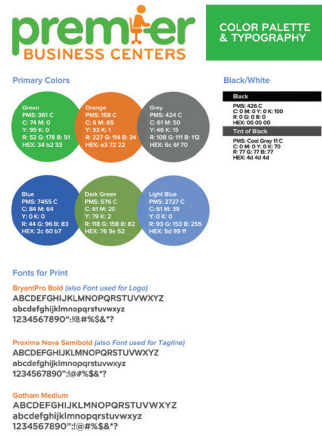 premier
BUSINESS CENTERS
COLOR PALETTE
& TYPOGRAPHY
Primary Colors
Green
PMS: 361 C
C: 74 M: 0
Y: 95 K: 0
R: 52 G: 178 B: 51
HEX: 34 b2 33
Orange
PMS: 158 C
C: 6 M: 65
Y: 93 K: 1
R: 227 G: 114 B: 34
HEX: e3 72 22
Grey
PMS: 424 C
C: 61 M: 50
Y: 46 K: 15
R: 108 G: 111 B: 112
HEX: 6c 6f 70
Black/White
Black
PMS: 426 C
C: 0 M: 0 Y: 0 K: 100
R: 0 G: 0 B: 0
HEX: 00 00 00
Tint of Black
PMS: Cool Grey 11 C
C: 0 M: 0 Y: 0 K: 70
R: 77 G: 77 B: 77
HEX: 4d 4d 4d
Blue
PMS: 7455 C
C: 84 M: 64
Y: 0 K: 0
R: 44 G: 96 B: 83
HEX: 2c 60 b7
Dark Green
PMS: 576 C
C: 61 M: 20
Y: 79 K: 2
R: 118 G: 158 B: 82
HEX: 76 9e 52
Light Blue
PMS: 2727 C
C: 61 M: 39
Y: 0 K: 0
R: 93 G: 153 B: 255
HEX: 5d 99 ff
Fonts for Print
BryantPro Bold (also Font used for Logo)
ABCDEFGHIJKLMNOPQRSTUVWXYZ
abcdefghijklmnopqrstuvwxyz
1234567890":!@#%$&*?
Proxima Nova Semibold (also Font used for Tagline)
ABCDEFGHIJKLMNOPQRSTUVWXYZ
abcdefghijklmnopqrstuvwxyz
1234567890":!@#%$&*?
Gotham Medium
ABCDEFGHIJKLMNOPQRSTUVWXYZ
abcdefghijklmnopqrstuvwxyz
1234567890":!@#%$&*?